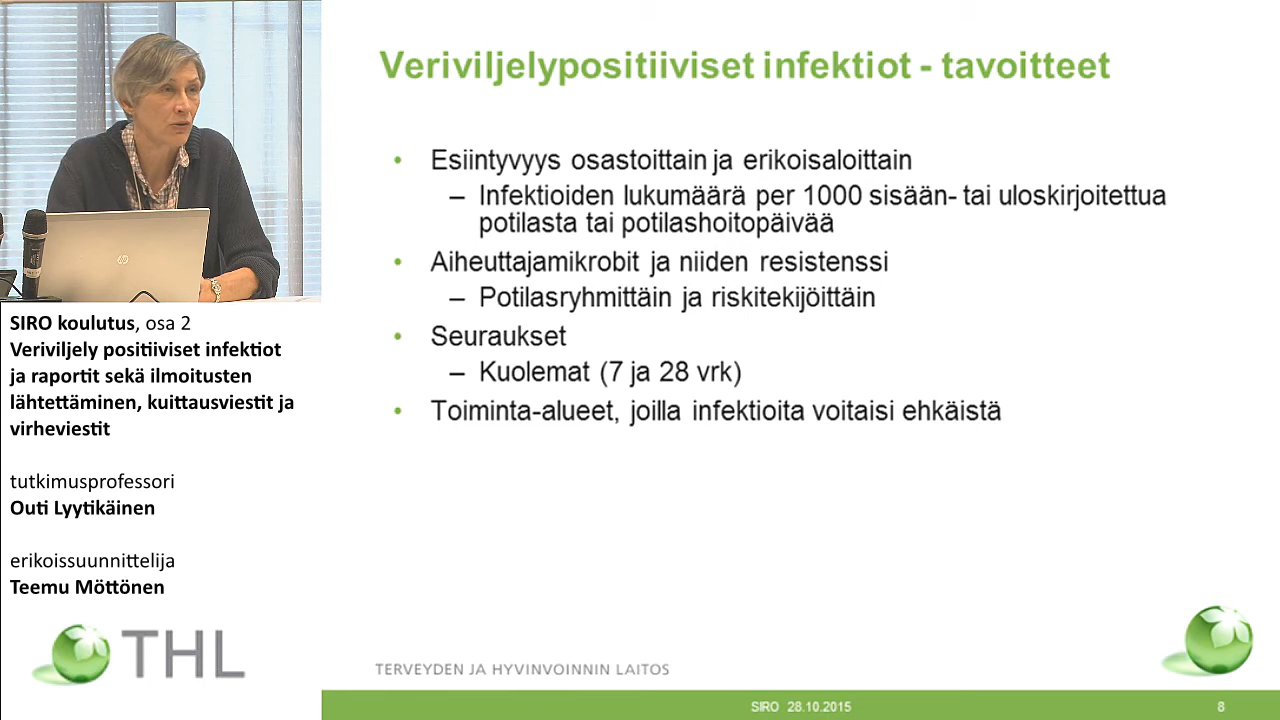 Veriviljelypositiiviset infektiot - tavoitteet
• Esiintyvyys osastoittain ja erikoisaloittain
– Infektioiden lukumäärä per 1000 sisään- tai uloskirjoitettua
potilasta tai potilashoitopäivää
• Aiheuttajamikrobit ja niiden resistenssi
– Potilasryhmittäin ja riskitekijöittäin
• Seuraukset
– Kuolemat (7 ja 28 vrk)
• Toiminta-alueet, joilla infektioita voitaisi ehkäistä
hp
SIRO koulutus, osa 2
Veriviljely positiiviset infektiot
ja raportit sekä ilmoitusten
lähtettäminen, kuittausviestit ja
virheviestit
tutkimusprofessori
Outi Lyytikäinen
erikoissuunnittelija
Teemu Möttönen
THL
TERVEYDEN JA HYVINVOINNIN LAITOS
SIRO 28.10.2015
8